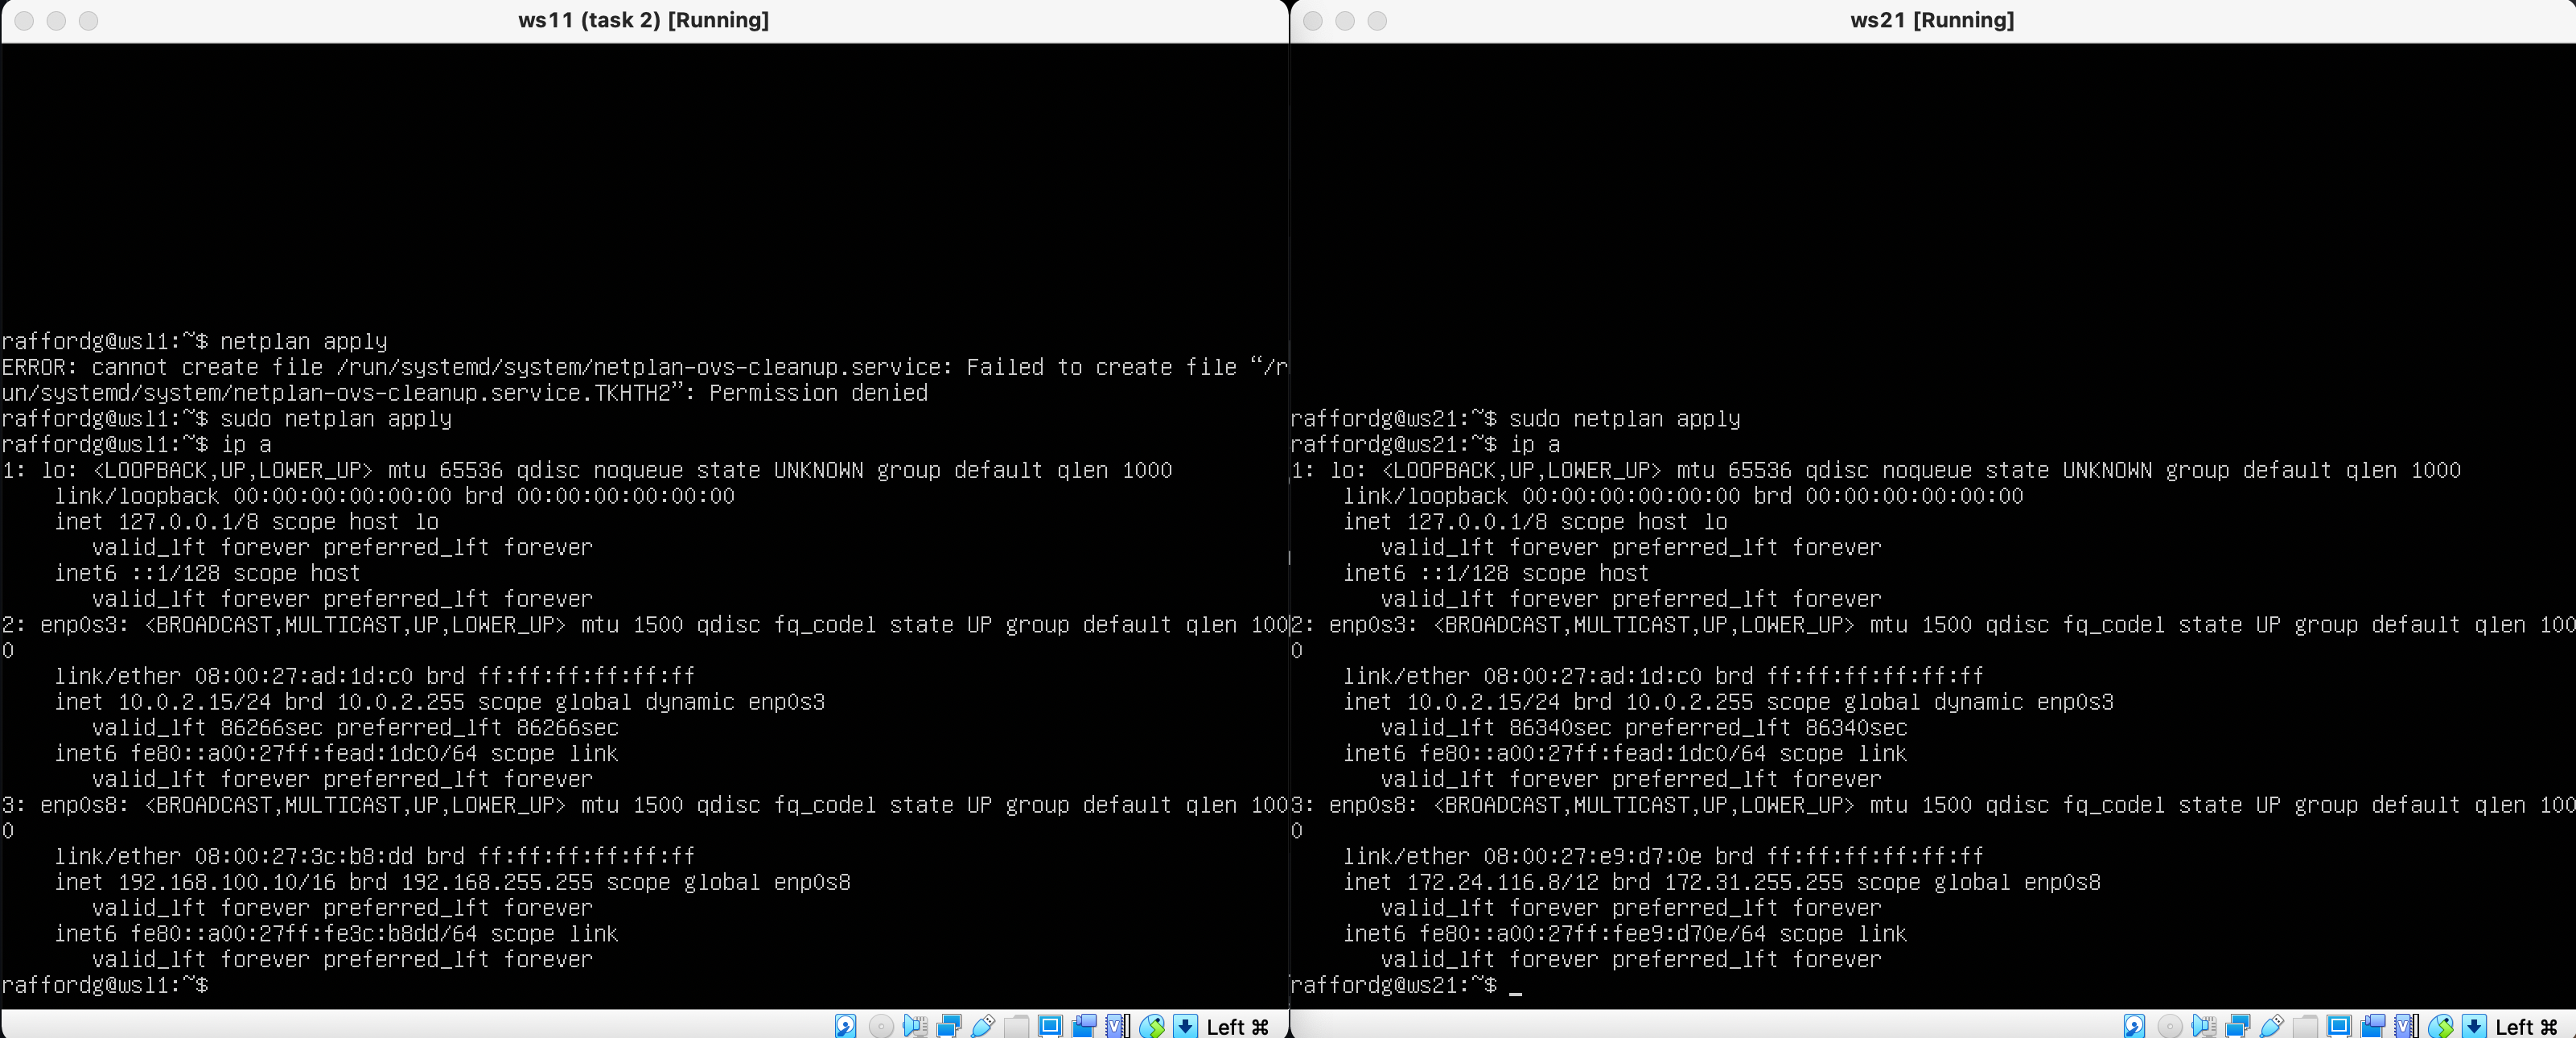 ws11 (task 2) [Running]
raffordg@wsl1:~$ netplan apply
ERROR: cannot create file /run/systemd/system/netplan-ovs-cleanup.service: Failed to create file “/r
un/systemd/system/netplan-ovs-cleanup.service.TKHTH2”: Permission denied
raffordg@wsl1:~$ sudo netplan apply
raffordg@wsl1:~$ ip a
1: lo: <LOOPBACK,UP,LOWER_UP> mtu 65536 qdisc noqueue state UNKNOWN group default qlen 1000
    link/loopback 00:00:00:00:00:00 brd 00:00:00:00:00:00
    inet 127.0.0.1/8 scope host lo
       valid_lft forever preferred_lft forever
    inet6 ::1/128 scope host
       valid_lft forever preferred_lft forever
2: enp0s3: <BROADCAST,MULTICAST,UP,LOWER_UP> mtu 1500 qdisc fq_codel state UP group default qlen 100
0
    link/ether 08:00:27:ad:1d:c0 brd ff:ff:ff:ff:ff:ff
    inet 10.0.2.15/24 brd 10.0.2.255 scope global dynamic enp0s3
       valid_lft 86266sec preferred_lft 86266sec
    inet6 fe80::a00:27ff:fead:1dc0/64 scope link
       valid_lft forever preferred_lft forever
3: enp0s8: <BROADCAST,MULTICAST,UP,LOWER_UP> mtu 1500 qdisc fq_codel state UP group default qlen 100
0
    link/ether 08:00:27:3c:b8:dd brd ff:ff:ff:ff:ff:ff
    inet 192.168.100.10/16 brd 192.168.255.255 scope global enp0s8
       valid_lft forever preferred_lft forever
    inet6 fe80::a00:27ff:fe3c:b8dd/64 scope link
       valid_lft forever preferred_lft forever
raffordg@wsl1:~$
Left ⌘
ws21 [Running]
raffordg@ws21:~$ sudo netplan apply
raffordg@ws21:~$ ip a
1: lo: <LOOPBACK,UP,LOWER_UP> mtu 65536 qdisc noqueue state UNKNOWN group default qlen 1000
    link/loopback 00:00:00:00:00:00 brd 00:00:00:00:00:00
    inet 127.0.0.1/8 scope host lo
       valid_lft forever preferred_lft forever
    inet6 ::1/128 scope host
       valid_lft forever preferred_lft forever
2: enp0s3: <BROADCAST,MULTICAST,UP,LOWER_UP> mtu 1500 qdisc fq_codel state UP group default qlen 100
0
    link/ether 08:00:27:ad:1d:c0 brd ff:ff:ff:ff:ff:ff
    inet 10.0.2.15/24 brd 10.0.2.255 scope global dynamic enp0s3
       valid_lft 86340sec preferred_lft 86340sec
    inet6 fe80::a00:27ff:fead:1dc0/64 scope link
       valid_lft forever preferred_lft forever
3: enp0s8: <BROADCAST,MULTICAST,UP,LOWER_UP> mtu 1500 qdisc fq_codel state UP group default qlen 100
0
    link/ether 08:00:27:e9:d7:0e brd ff:ff:ff:ff:ff:ff
    inet 172.24.116.8/12 brd 172.31.255.255 scope global enp0s8
       valid_lft forever preferred_lft forever
    inet6 fe80::a00:27ff:fee9:d70e/64 scope link
       valid_lft forever preferred_lft forever
raffordg@ws21:~$ _
Left ⌘